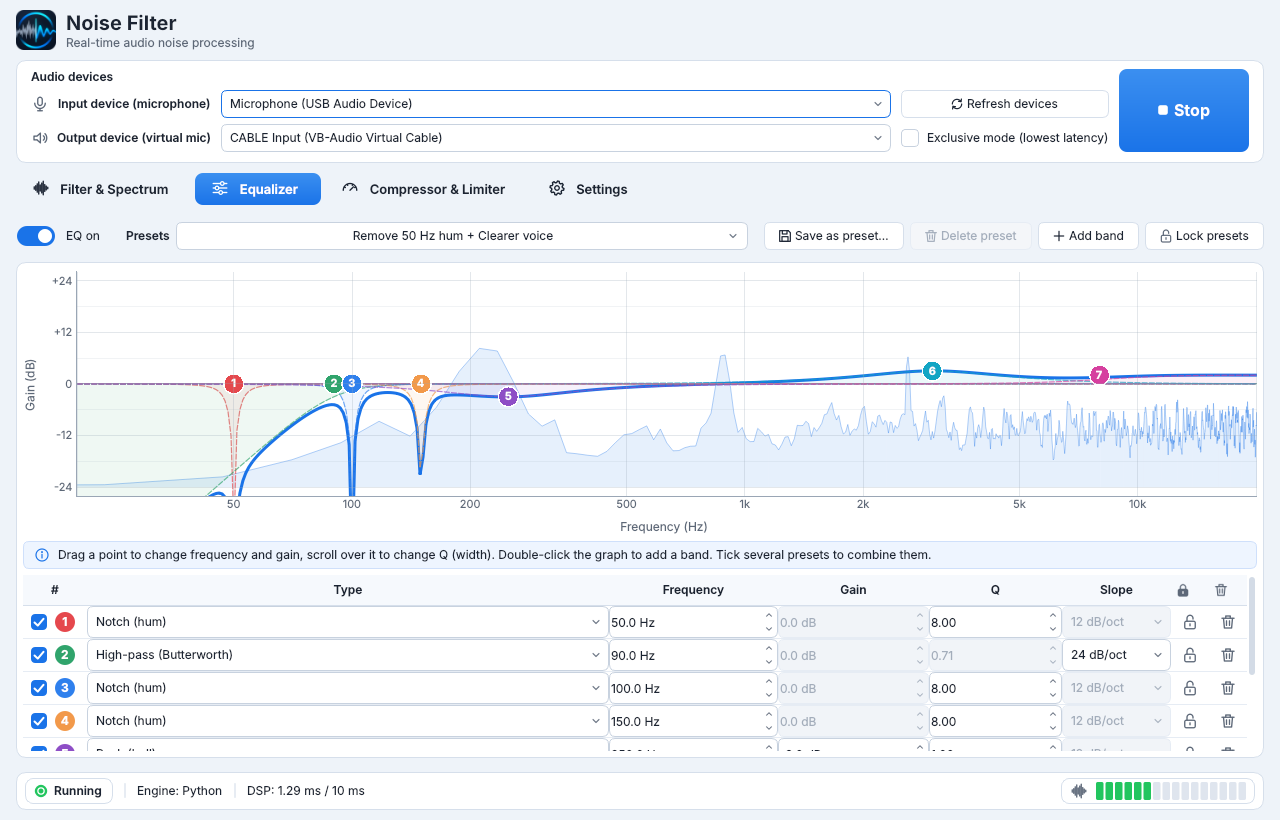 Noise Filter
Real-time audio noise processing
Audio devices
Input device (microphone) Microphone (USB Audio Device) Refresh devices
Stop
Output device (virtual mic) CABLE Input (VB-Audio Virtual Cable) Exclusive mode (lowest latency)
Filter & Spectrum Equalizer Compressor & Limiter Settings
EQ on Presets Remove 50 Hz hum + Clearer voice Save as preset... Delete preset Add band Lock presets
+24
+12
0
-12
-24
Gain (dB)
1 2 3 4 5 6 7
50 100 200 500 1k 2k 5k 10k
Frequency (Hz)
Drag a point to change frequency and gain, scroll over it to change Q (width). Double-click the graph to add a band. Tick several presets to combine them.
# Type Frequency Gain Q Slope
1 Notch (hum) 50.0 Hz 0.0 dB 8.00 12 dB/oct
2 High-pass (Butterworth) 90.0 Hz 0.0 dB 0.71 24 dB/oct
3 Notch (hum) 100.0 Hz 0.0 dB 8.00 12 dB/oct
4 Notch (hum) 150.0 Hz 0.0 dB 8.00 12 dB/oct
Running Engine: Python DSP: 1.29 ms / 10 ms